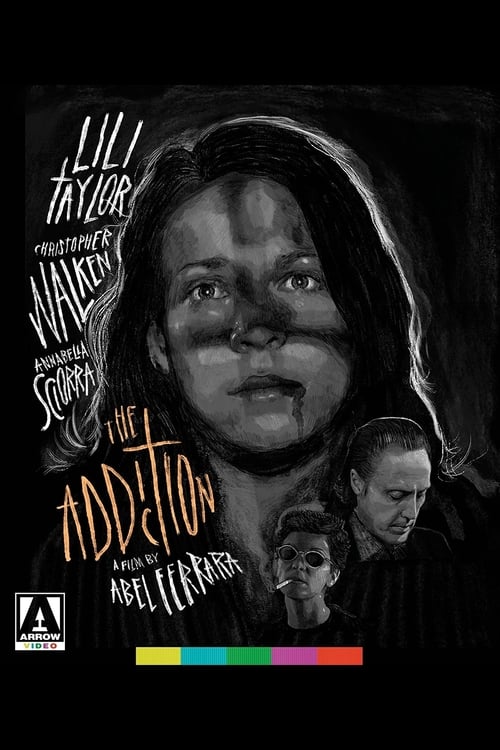 LILI
TAYLOR
CHRISTOPHER
WALKEN
ANNABELLA
SCIORRA
THE
ADDICTION
A FILM BY
ABEL FERRARA
ARROW
VIDEO